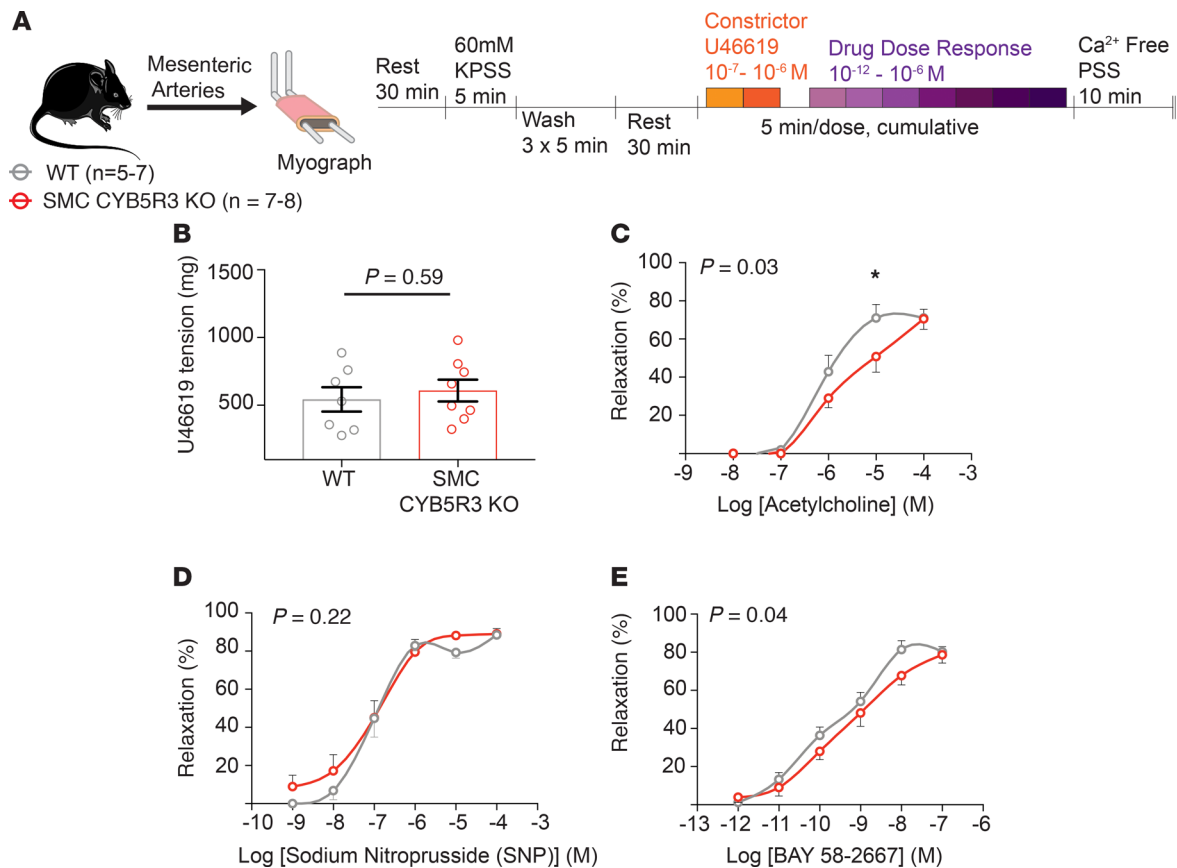 A
Mesenteric
Arteries
Myograph
WT (n=5-7)
SMC CYB5R3 KO (n = 7-8)
Rest
30 min
60mM
KPSS
5 min
Wash
3 x 5 min
Rest
30 min
Constrictor
U46619
10⁻⁷- 10⁻⁶ M
Drug Dose Response
10⁻¹² - 10⁻⁶ M
5 min/dose, cumulative
Ca²⁺ Free
PSS
10 min
B
U46619 tension (mg)
1500
1000
500
P = 0.59
WT
SMC
CYB5R3 KO
C
Relaxation (%)
100
80
60
40
20
P = 0.03
*
-9 -8 -7 -6 -5 -4 -3
Log [Acetylcholine] (M)
D
Relaxation (%)
100
80
60
40
20
P = 0.22
-10 -9 -8 -7 -6 -5 -4 -3
Log [Sodium Nitroprusside (SNP)] (M)
E
Relaxation (%)
100
80
60
40
20
P = 0.04
-13 -12 -11 -10 -9 -8 -7 -6
Log [BAY 58-2667] (M)